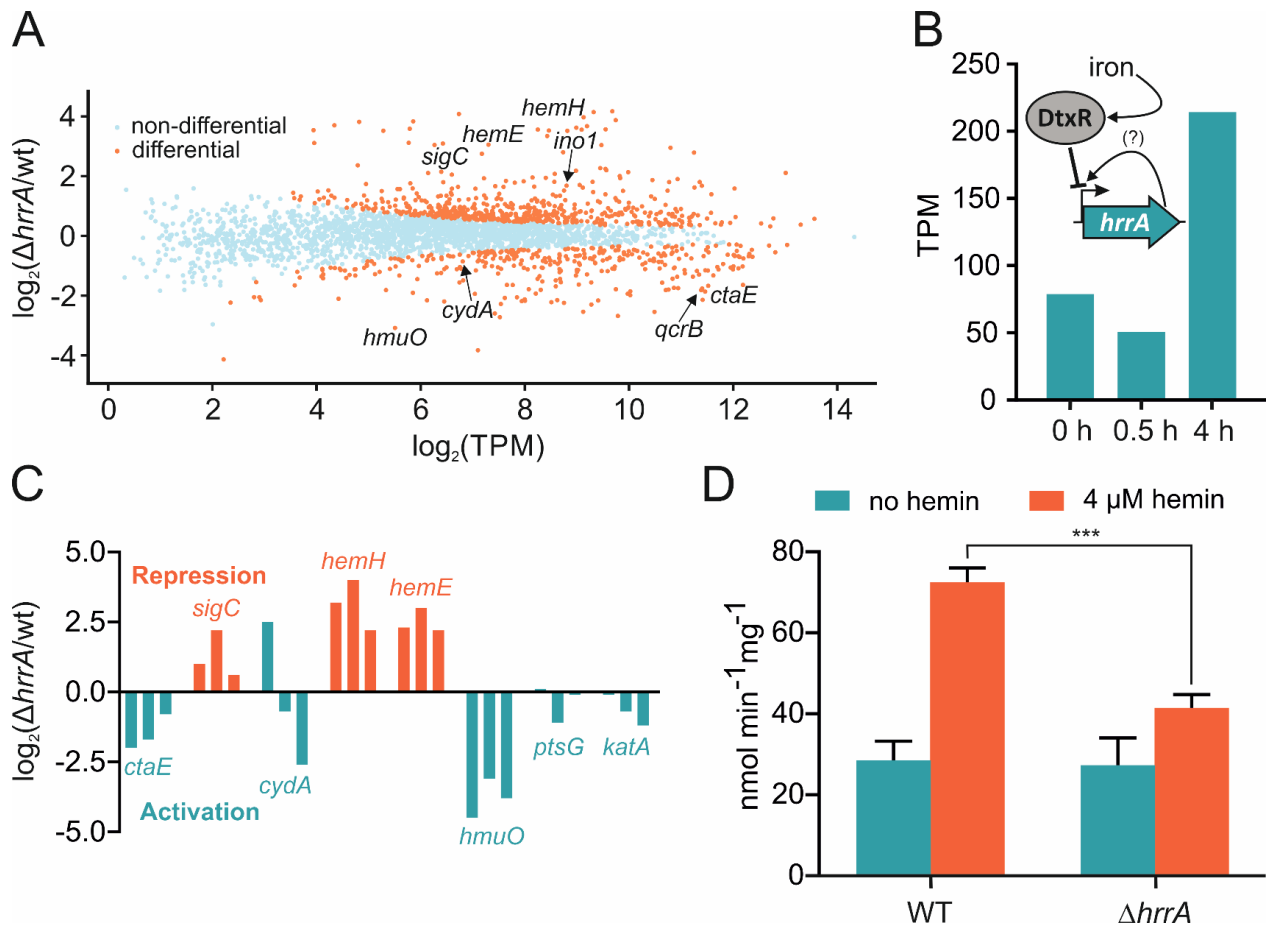 A
log2(ΔhrrA/wt)
4
2
0
-2
-4
non-differential
differential
hemH
hemE
ino1
sigC
cydA
ctaE
qcrB
hmuO
0 2 4 6 8 10 12 14
log2(TPM)
B
TPM
250
200
150
100
50
0
iron
DtxR
(?)
hrrA
0 h 0.5 h 4 h
C
log2(ΔhrrA/wt)
5.0
2.5
0.0
-2.5
-5.0
Repression
hemH
hemE
sigC
ctaE
cydA
ptsG
katA
Activation
hmuO
D
no hemin 4 µM hemin
***
nmol min-1mg-1
80
60
40
20
0
WT ΔhrrA